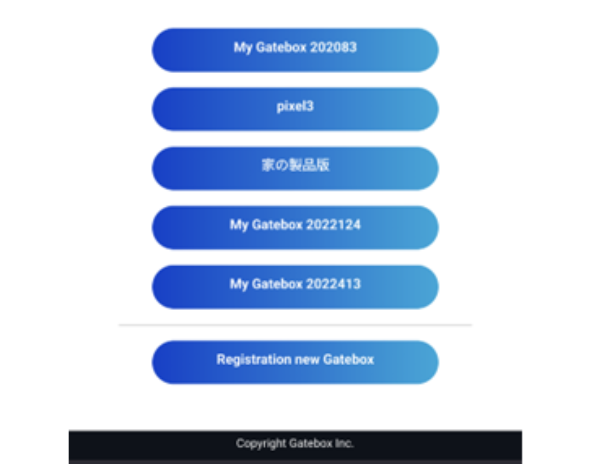 My Gatebox 202083
pixel3
家の製品版
My Gatebox 2022124
My Gatebox 2022413
Registration new Gatebox
Copyright Gatebox Inc.